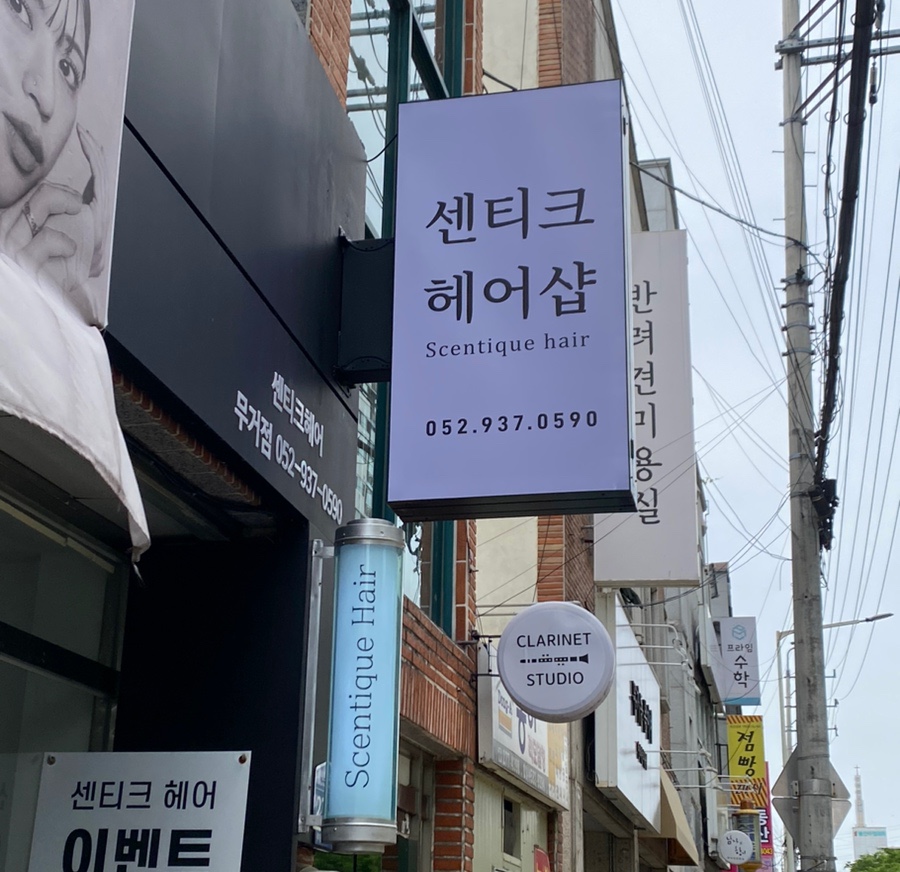 센티크
헤어샵
Scentique hair
052.937.0590
센티크헤어
무거점 052-937-0590
Scentique Hair
센티크 헤어
이벤트
반려견미용실
CLARINET
STUDIO
프라임
수학
점빵